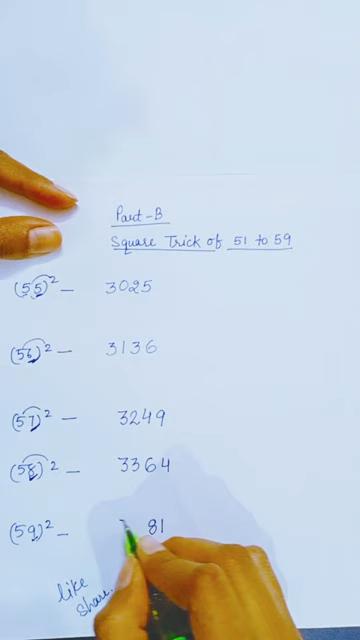 Part-B
Square Trick of 51 to 59
(55)² - 3025
(56)² - 3136
(57)² - 3249
(58)² - 3364
(59)² - 81
like
share.